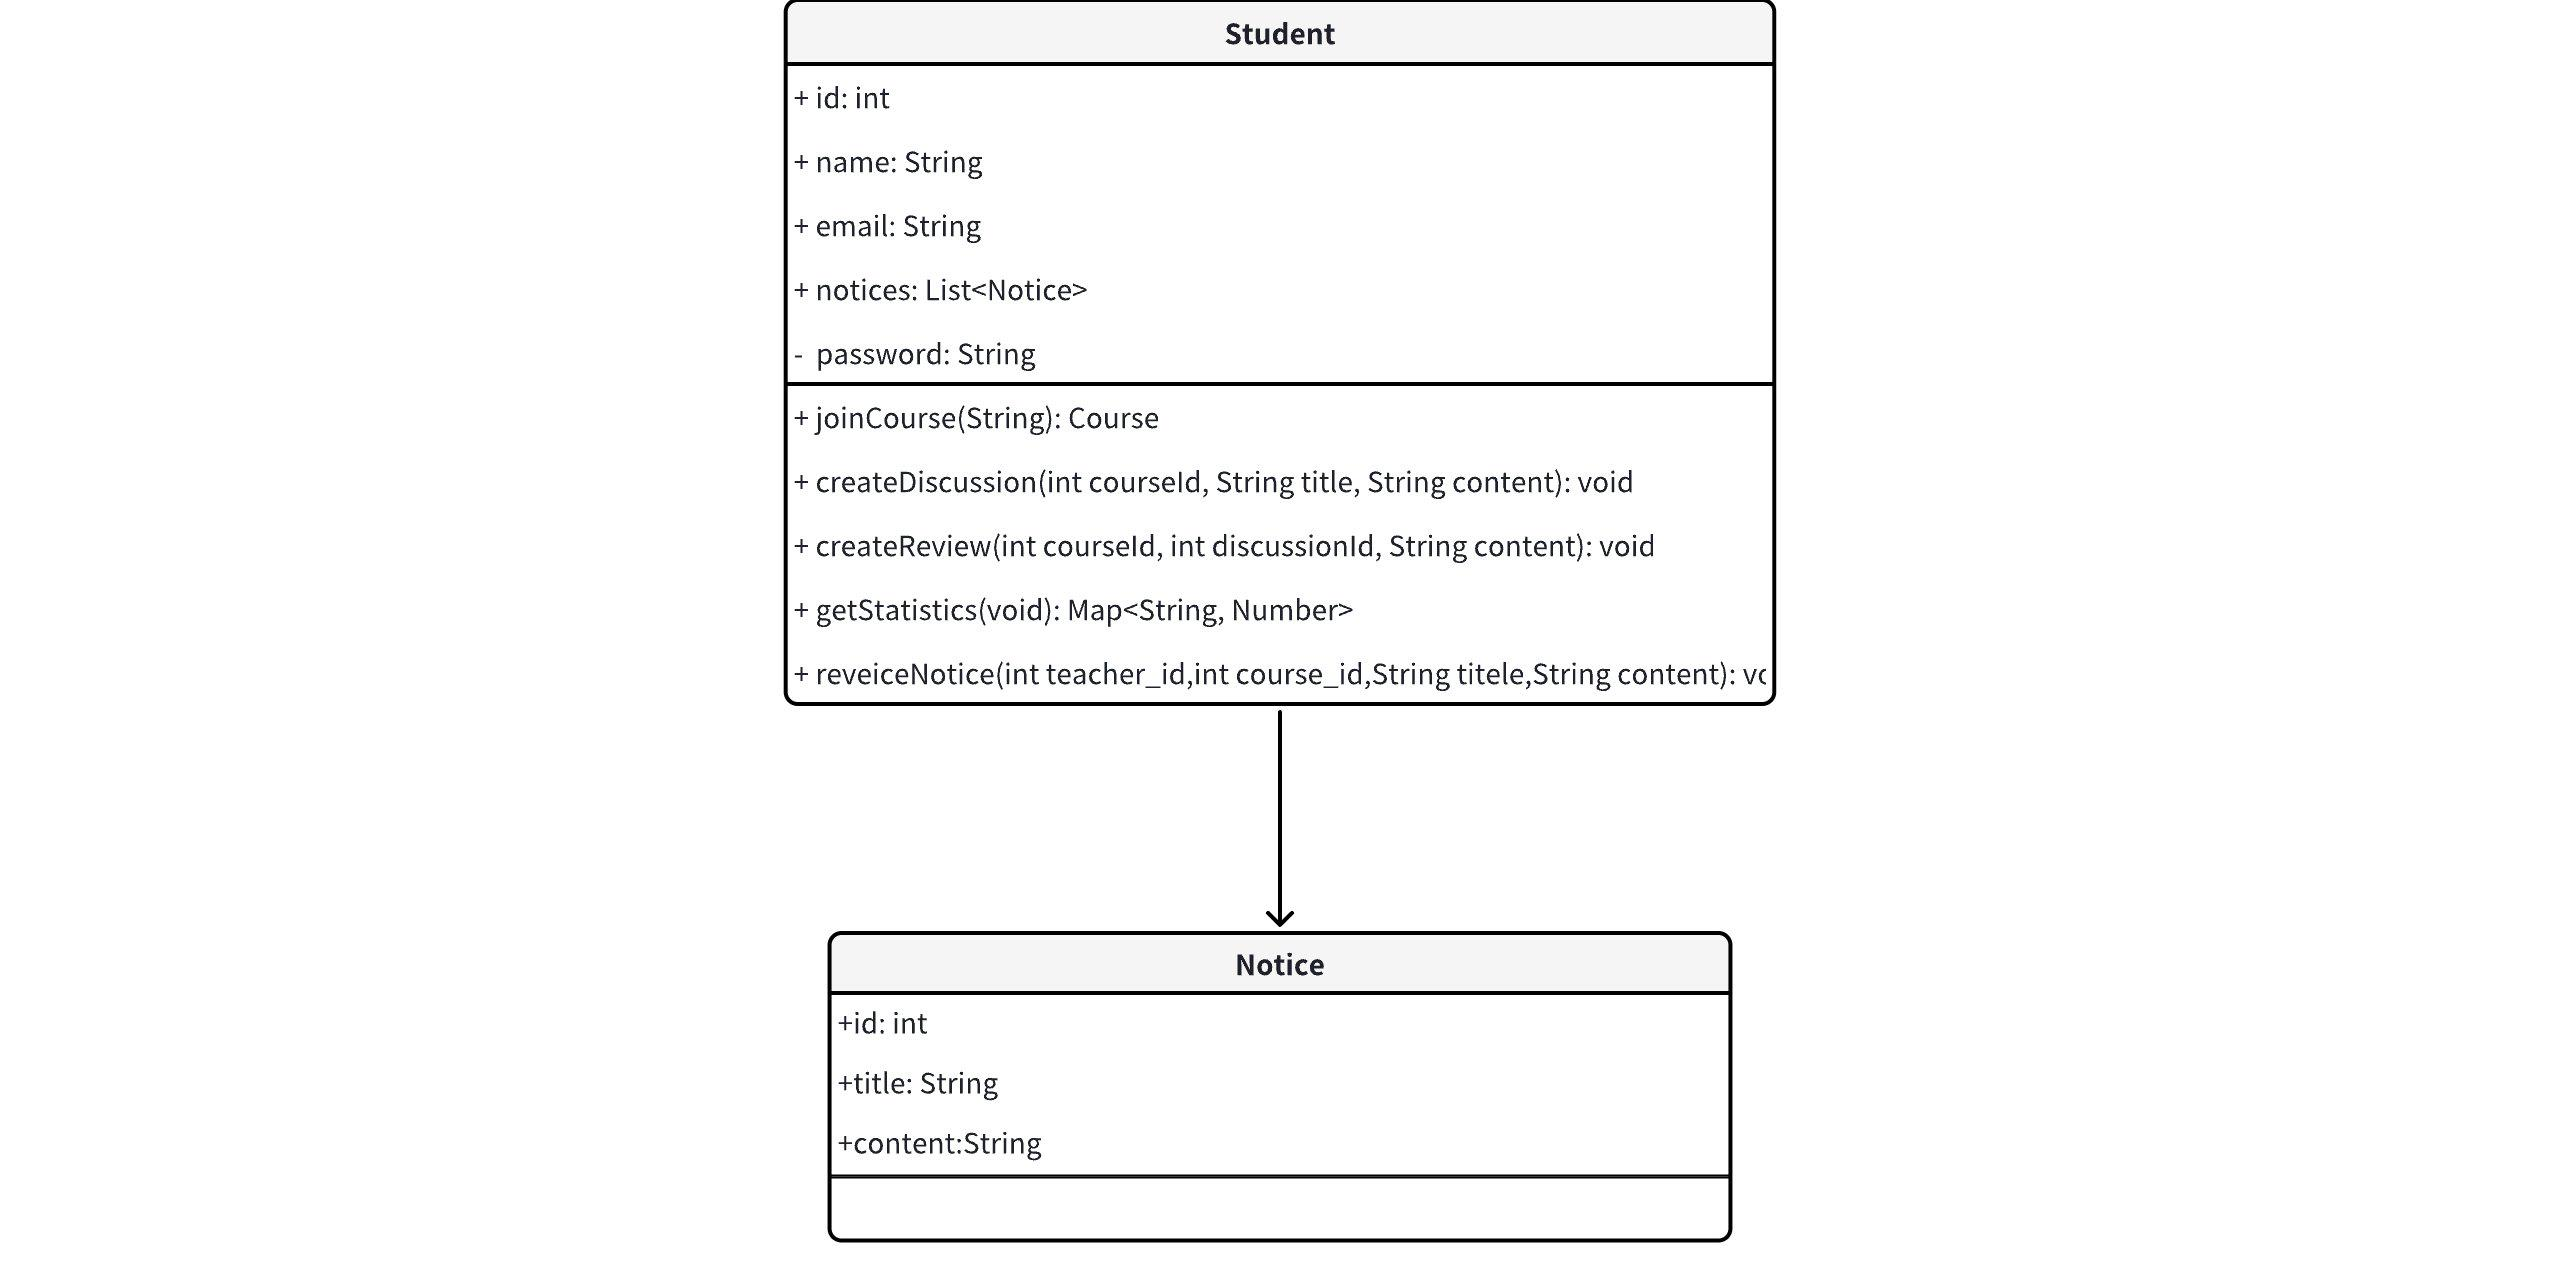 Student
+ id: int
+ name: String
+ email: String
+ notices: List<Notice>
- password: String
+ joinCourse(String): Course
+ createDiscussion(int courseId, String title, String content): void
+ createReview(int courseId, int discussionId, String content): void
+ getStatistics(void): Map<String, Number>
+ reveiceNotice(int teacher_id,int course_id,String titele,String content):
Notice
+id: int
+title: String
+content:String